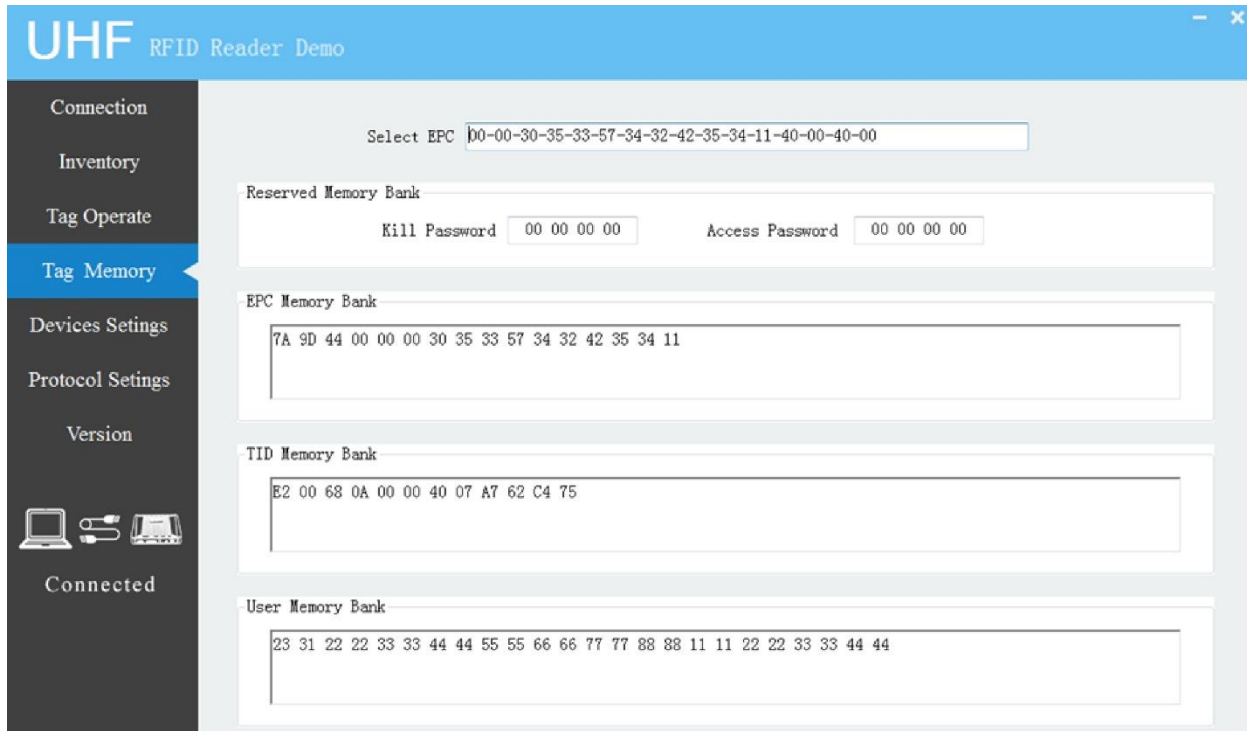 UHF RFID Reader Demo
Connection
Inventory
Tag Operate
Tag Memory
Devices Setings
Protocol Setings
Version
Connected
Select EPC 00-00-30-35-33-57-34-32-42-35-34-11-40-00-40-00
Reserved Memory Bank
Kill Password 00 00 00 00 Access Password 00 00 00 00
EPC Memory Bank
7A 9D 44 00 00 00 30 35 33 57 34 32 42 35 34 11
TID Memory Bank
E2 00 68 0A 00 00 40 07 A7 62 C4 75
User Memory Bank
23 31 22 22 33 33 44 44 55 55 66 66 77 77 88 88 11 11 22 22 33 33 44 44